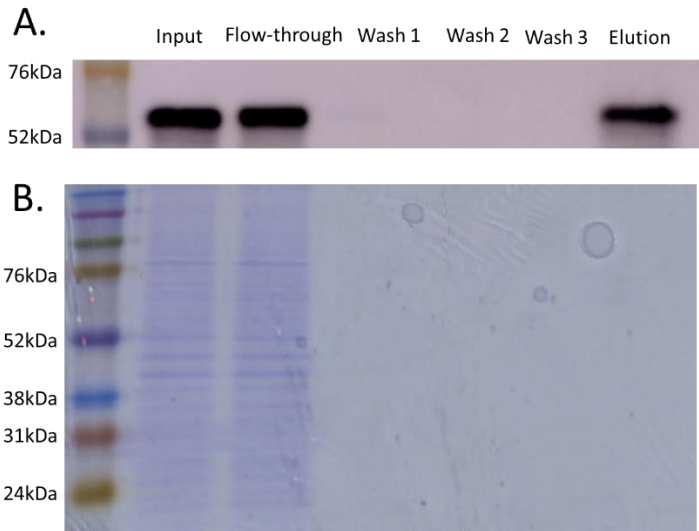 A.
Input Flow-through Wash 1 Wash 2 Wash 3 Elution
76kDa
52kDa
B.
76kDa
52kDa
38kDa
31kDa
24kDa